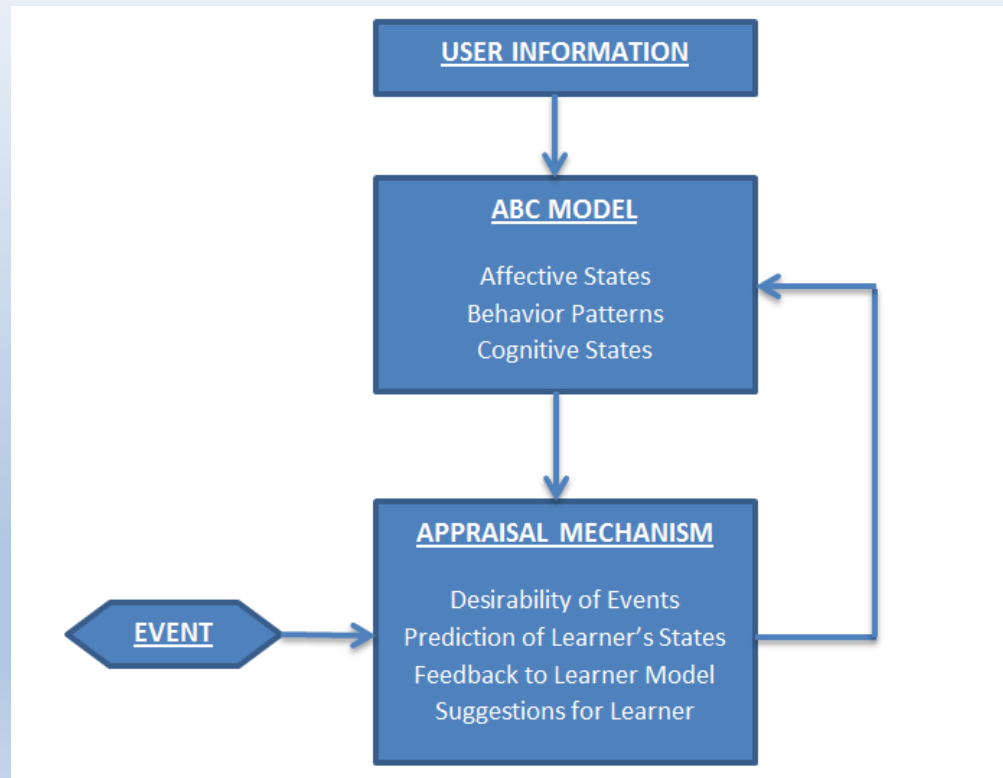 USER INFORMATION
ABC MODEL
Affective States
Behavior Patterns
Cognitive States
APPRAISAL MECHANISM
Desirability of Events
Prediction of Learner's States
Feedback to Learner Model
Suggestions for Learner
EVENT